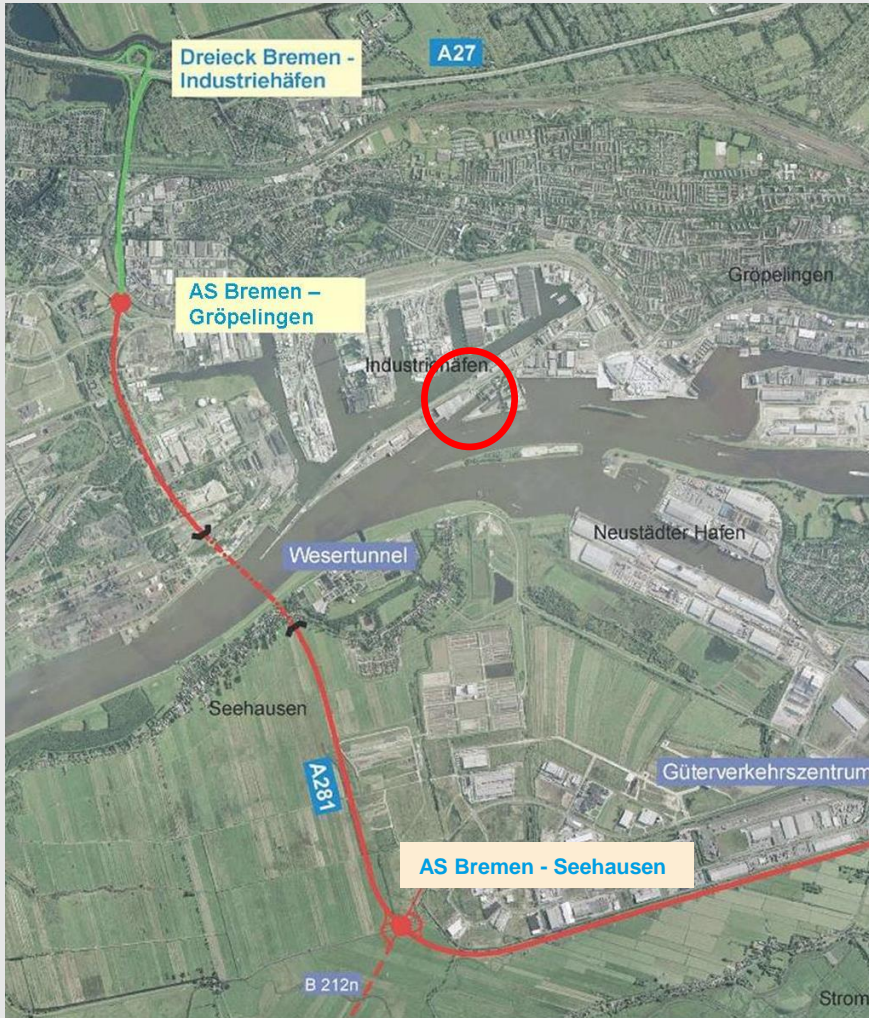 Dreieck Bremen -
Industriehäfen
A27
AS Bremen –
Gröpelingen
Gröpelingen
Industriehäfen
Neustädter Hafen
Wesertunnel
Seehausen
A281
Güterverkehrszentrum
AS Bremen - Seehausen
B 212n
Strom